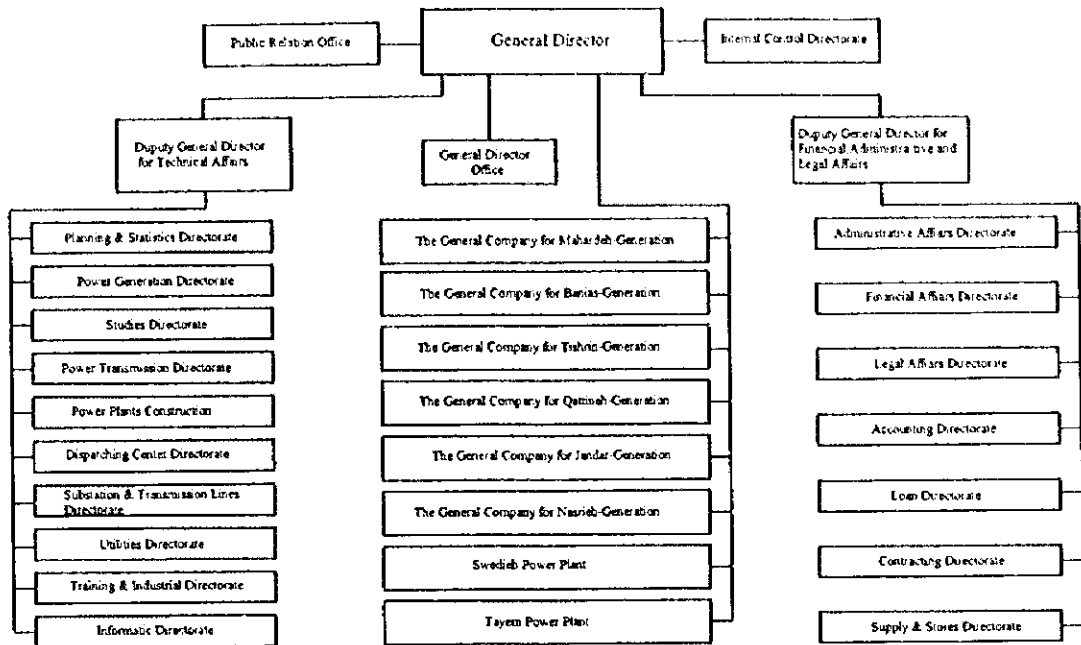 Public Relation Office
General Director
Internal Control Directorate
Deputy General Director
for Technical Affairs
General Director
Office
Duputy General Director for
Financial, Administrative and
Legal Affairs
Planning & Statistics Directorate
Power Generation Directorate
Studies Directorate
Power Transmission Directorate
Power Plants Construction
Dispatching Center Directorate
Substation & Transmission Lines
Directorate
Utilities Directorate
Training & Industrial Directorate
Informatic Directorate
The General Company for Mahardeh-Generation
The General Company for Banias-Generation
The General Company for Tishrin-Generation
The General Company for Qattineh-Generation
The General Company for Jandar-Generation
The General Company for Nasrieh-Generation
Swedieh Power Plant
Tayem Power Plant
Administrative Affairs Directorate
Financial Affairs Directorate
Legal Affairs Directorate
Accounting Directorate
Loan Directorate
Contracting Directorate
Supply & Stores Directorate